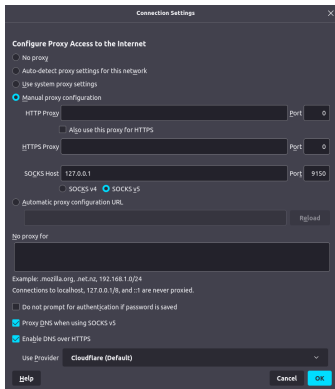 Connection Settings
Configure Proxy Access to the Internet
No proxy
Auto-detect proxy settings for this network
Use system proxy settings
Manual proxy configuration
HTTP Proxy Port 0
Also use this proxy for HTTPS
HTTPS Proxy Port 0
SOCKS Host 127.0.0.1 Port 9150
SOCKS v4 SOCKS v5
Automatic proxy configuration URL
Reload
No proxy for
Example: .mozilla.org, .net.nz, 192.168.1.0/24
Connections to localhost, 127.0.0.1/8, and ::1 are never proxied.
Do not prompt for authentication if password is saved
Proxy DNS when using SOCKS v5
Enable DNS over HTTPS
Use Provider Cloudflare (Default)
Help Cancel OK